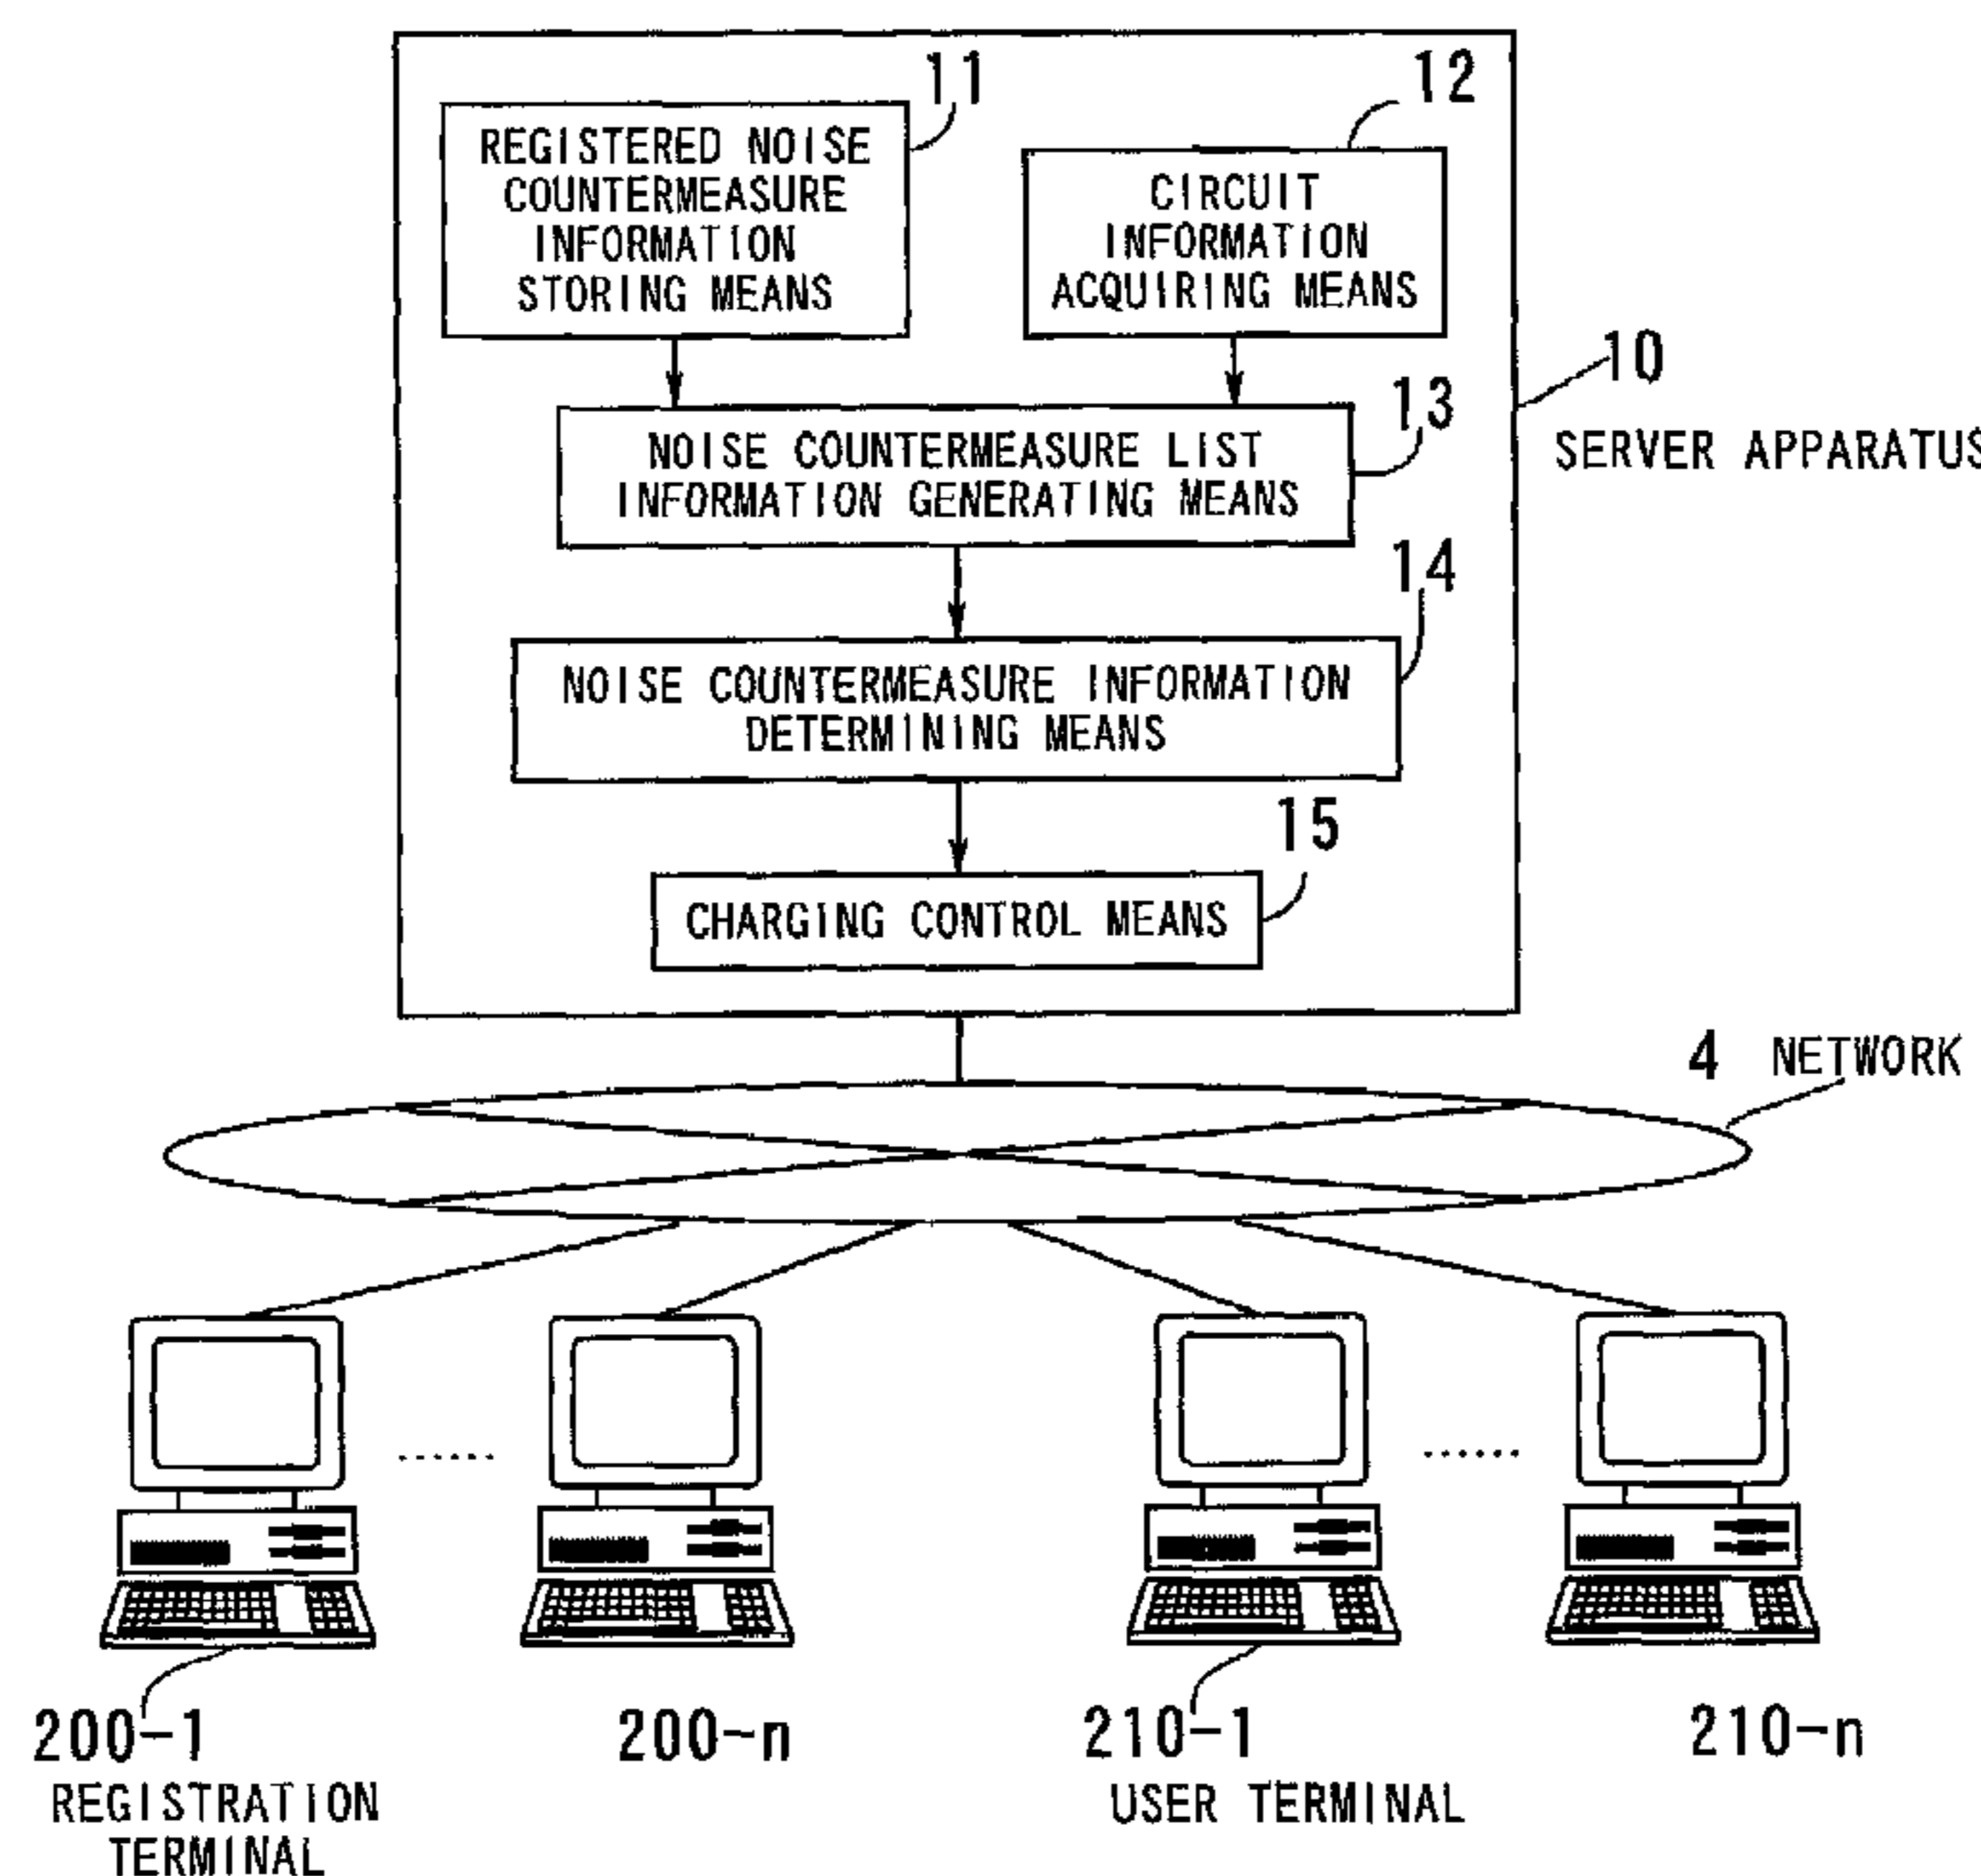 11
12
REGISTERED NOISE
COUNTERMEASURE
INFORMATION
STORING MEANS
CIRCUIT
INFORMATION
ACQUIRING MEANS
10
SERVER APPARATUS
13
NOISE COUNTERMEASURE LIST
INFORMATION GENERATING MEANS
14
NOISE COUNTERMEASURE INFORMATION
DETERMINING MEANS
15
CHARGING CONTROL MEANS
4 NETWORK
200-1
REGISTRATION
TERMINAL
200-n
210-1
USER TERMINAL
210-n